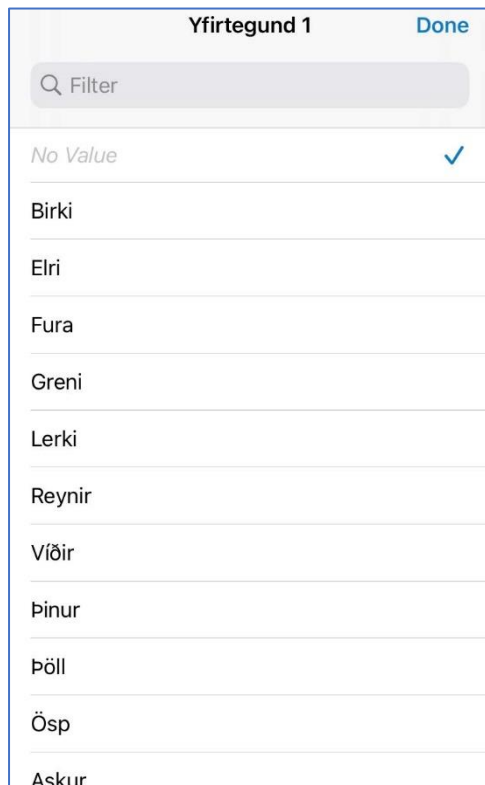 Yfirtegund 1 Done
Filter
No Value
Birki
Elri
Fura
Greni
Lerki
Reynir
Víðir
Þinur
Þöll
Ösp
Askur